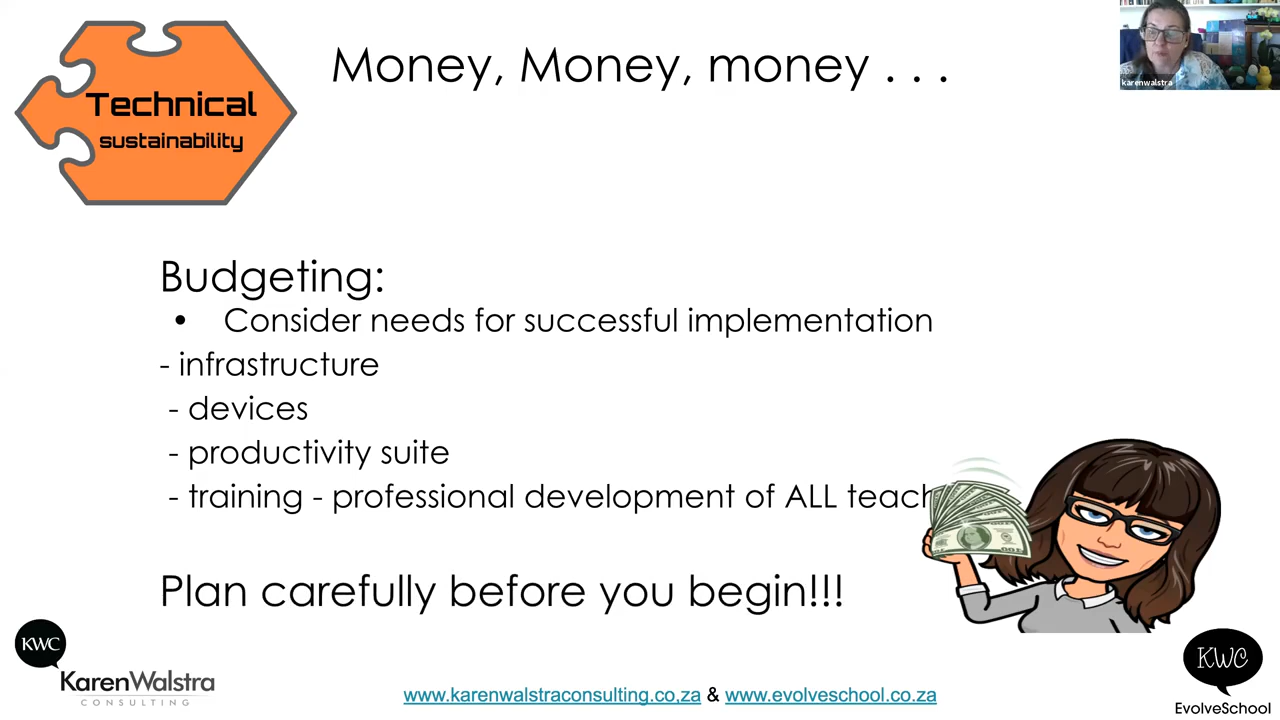 Money, Money, money . . .
Technical
sustainability
karenwalstra
Budgeting:
• Consider needs for successful implementation
- infrastructure
- devices
- productivity suite
- training - professional development of ALL teach
Plan carefully before you begin!!!
KWC
KarenWalstra
CONSULTING
www.karenwalstraconsulting.co,za & www.evolveschool.co.za
KWC
EvolveSchool